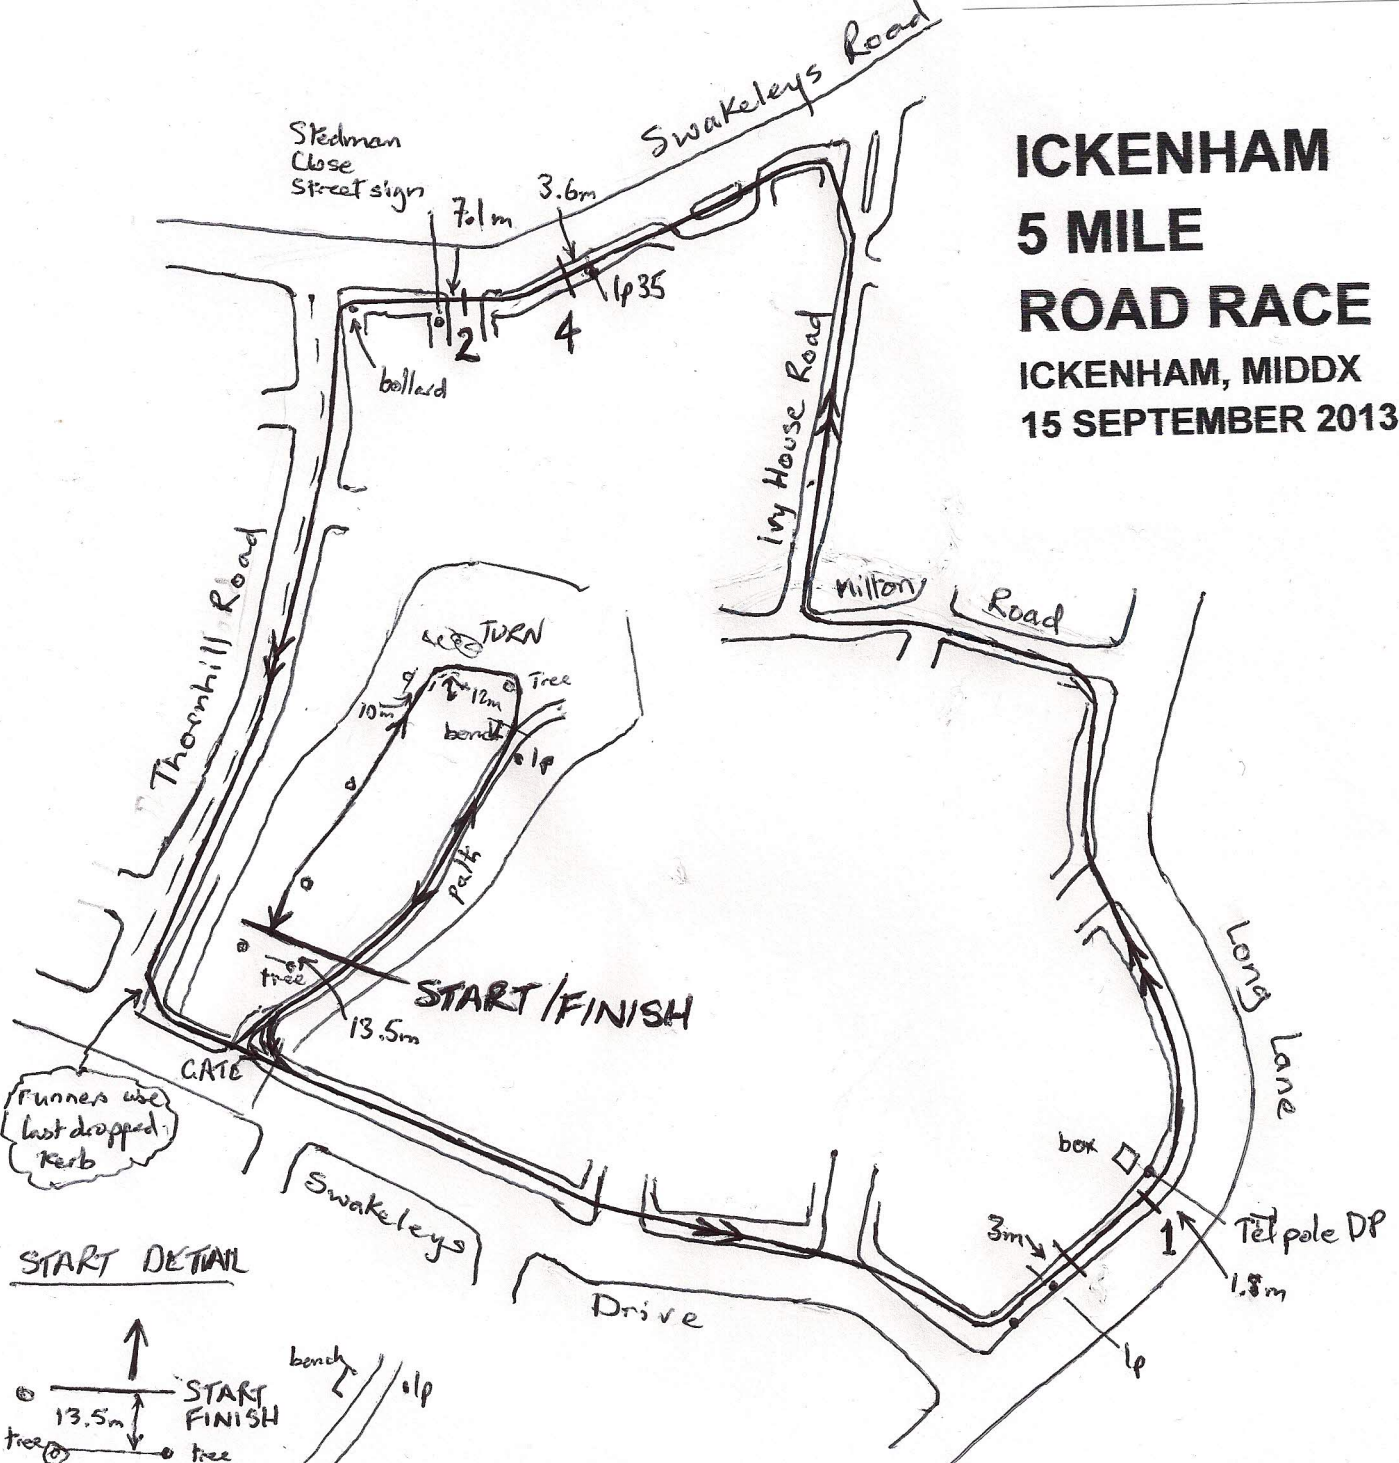 Swakeleys Road
ICKENHAM
5 MILE
ROAD RACE
ICKENHAM, MIDDX
15 SEPTEMBER 2013
Stedman
Close
Street sign
7.1m
3.6m
lp35
2
4
bollard
Ivy House Road
Milton Road
Thornhill Road
TURN
Tree
10m
12m
bench
lp
path
tree
START/FINISH
13.5m
GATE
runners use
last dropped
kerb
Long Lane
box
Tel pole DP
1
1.8m
3m
lp
Swakeleys Drive
START DETAIL
START
FINISH
13.5m
tree
tree
bench
lp